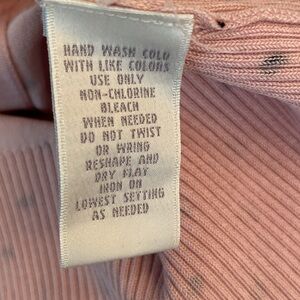 HAND WASH COLD
WITH LIKE COLORS
USE ONLY
NON-CHLORINE
BLEACH
WHEN NEEDED
DO NOT TWIST
OR WRING
RESHAPE AND
DRY FLAT
IRON ON
LOWEST SETTING
AS NEEDED